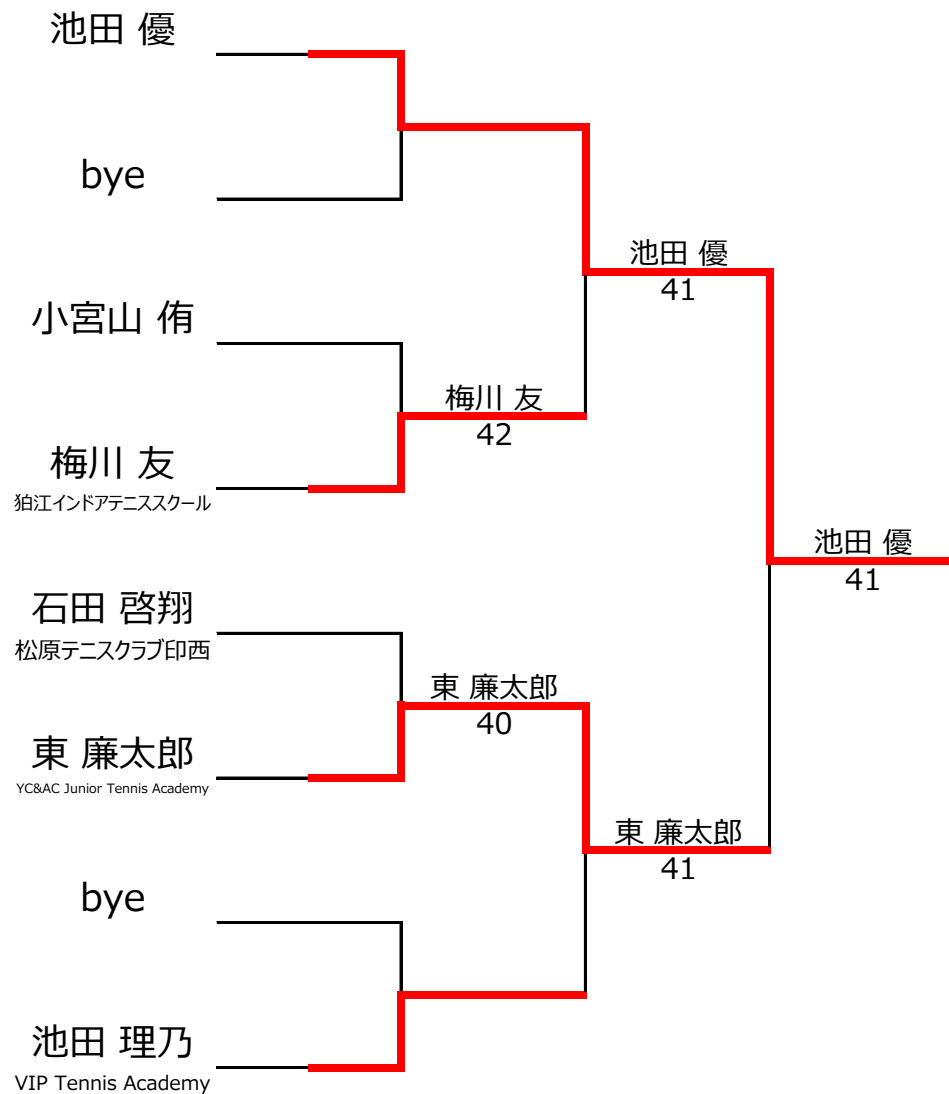 池田 優
bye
小宮山 侑
梅川 友
狛江インドアテニススクール
石田 啓翔
松原テニスクラブ印西
東 廉太郎
YC&AC Junior Tennis Academy
bye
池田 理乃
VIP Tennis Academy
梅川 友
42
東 廉太郎
40
池田 優
41
東 廉太郎
41
池田 優
41